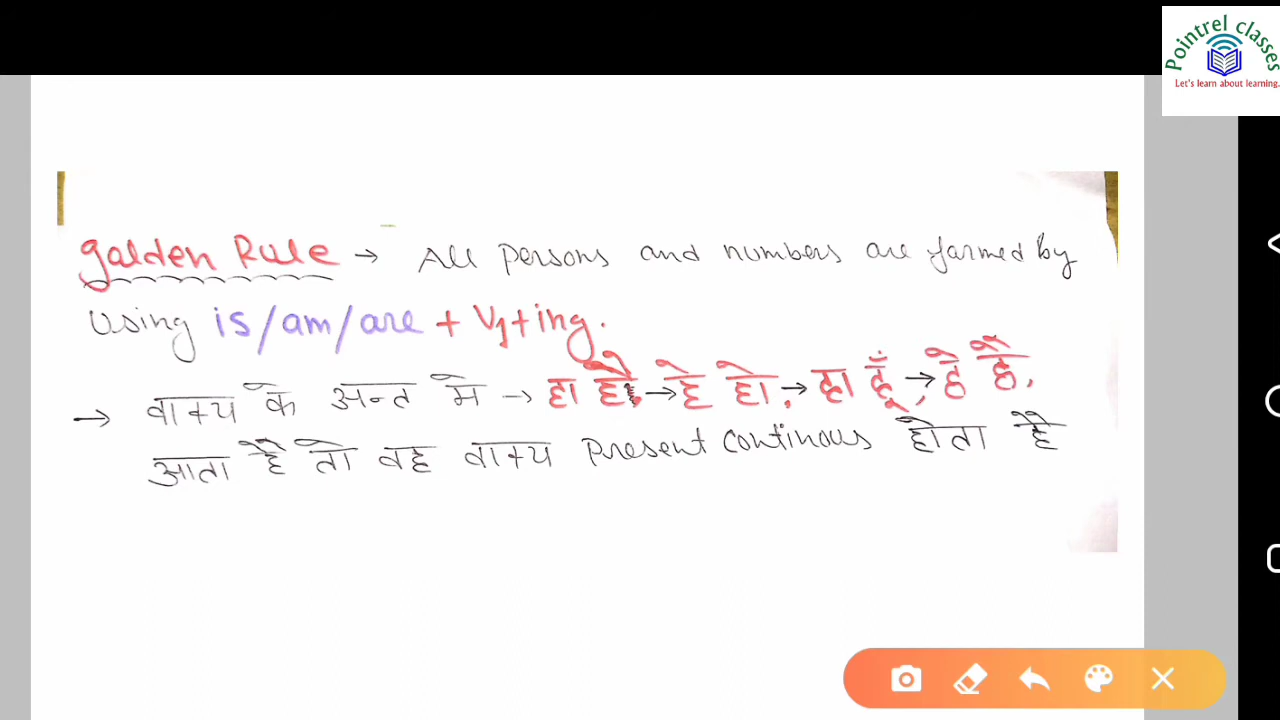 Pointrel classes
Let's learn about learning.
galden Rule → All persons and numbers are farmed by
using is/am/are + V1+ing.
→ वाक्य के अन्त मे → हा है, → हे हो, → हा हूँ, → हे है,
आता है तो वह वाक्य Present Continous होता है